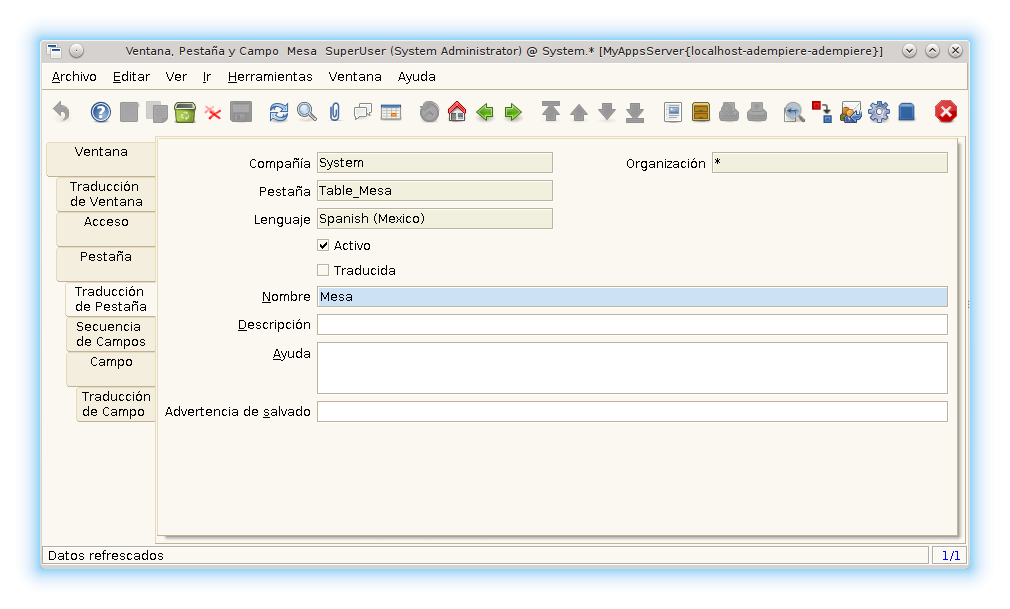 Ventana, Pestaña y Campo  Mesa  SuperUser (System Administrator) @ System.* [MyAppsServer{localhost-adempiere-adempiere}]
Archivo Editar Ver Ir Herramientas Ventana Ayuda
Ventana
Traducción
de Ventana
Acceso
Pestaña
Traducción
de Pestaña
Secuencia
de Campos
Campo
Traducción
de Campo
Compañía System Organización *
Pestaña Table_Mesa
Lenguaje Spanish (Mexico)
Activo
Traducida
Nombre Mesa
Descripción
Ayuda
Advertencia de salvado
Datos refrescados 1/1